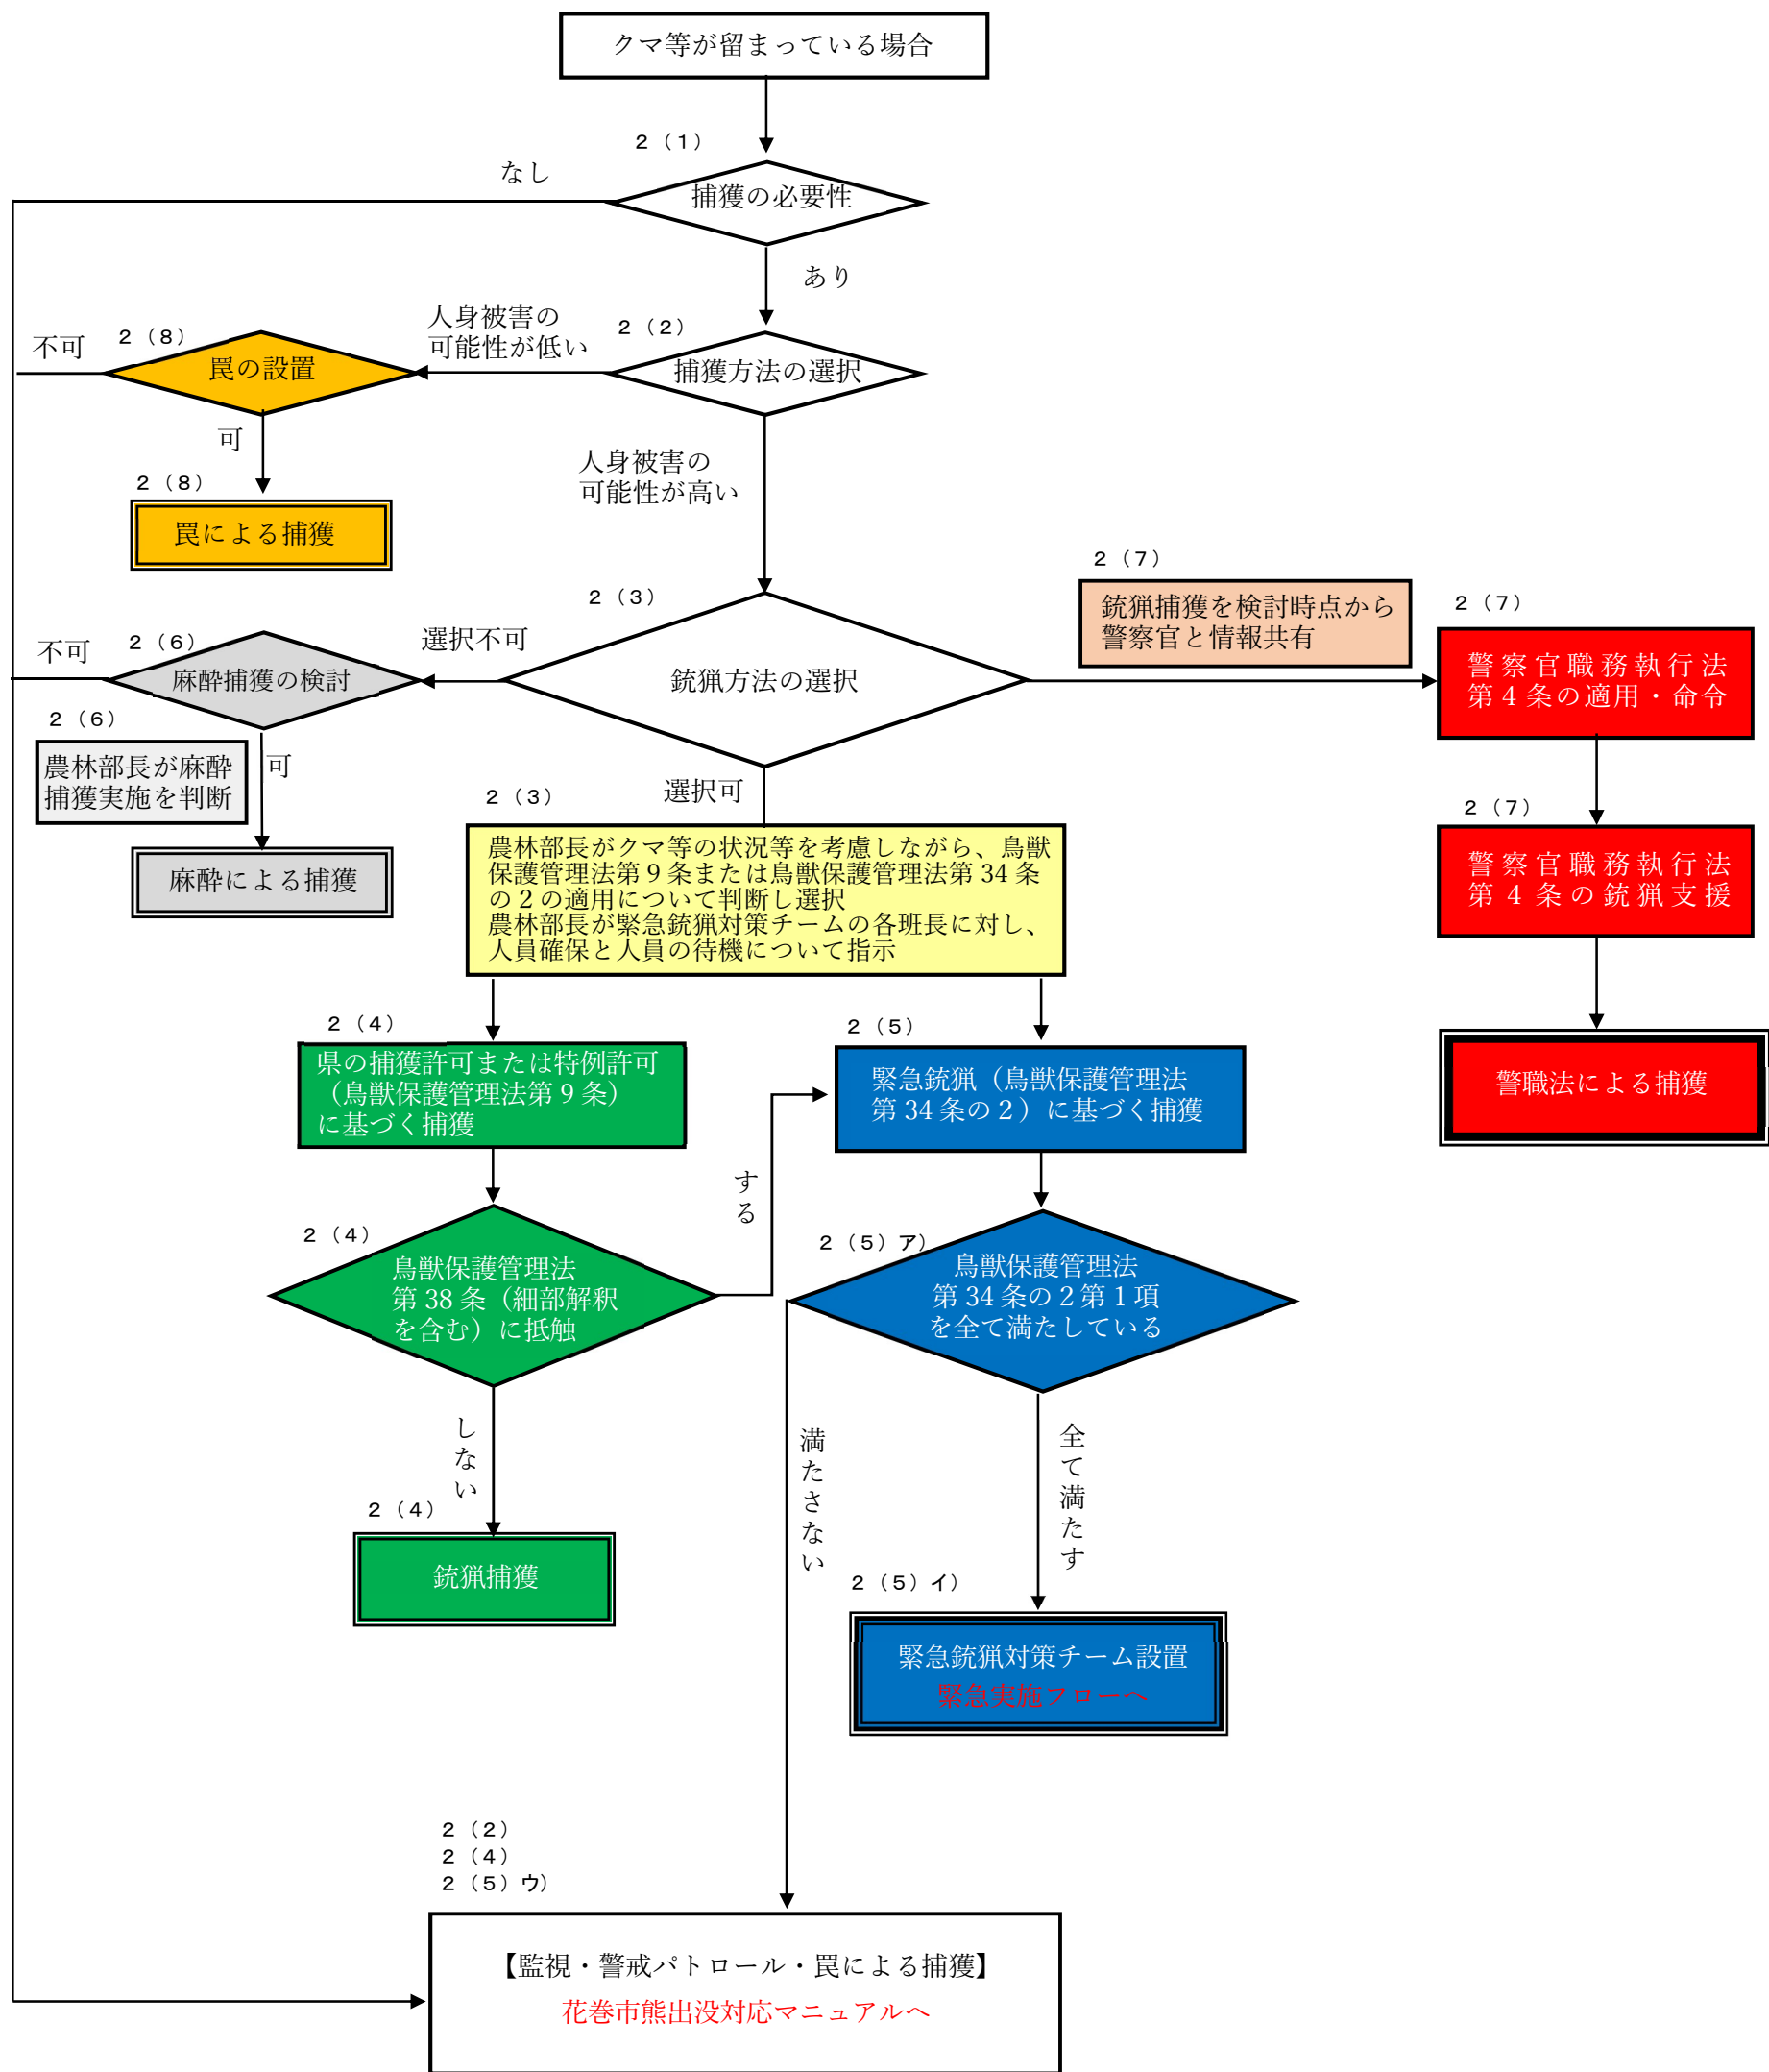 クマ等が留まっている場合
2（1）
なし
捕獲の必要性
あり
人身被害の
可能性が低い
2（2）
捕獲方法の選択
不可
2（8）
罠の設置
可
2（8）
罠による捕獲
人身被害の
可能性が高い
2（3）
銃猟方法の選択
2（7）
銃猟捕獲を検討時点から
警察官と情報共有
2（7）
警察官職務執行法
第4条の適用・命令
2（7）
警察官職務執行法
第4条の銃猟支援
警職法による捕獲
選択不可
不可
2（6）
麻酔捕獲の検討
2（6）
農林部長が麻酔
捕獲実施を判断
可
麻酔による捕獲
選択可
2（3）
農林部長がクマ等の状況等を考慮しながら、鳥獣
保護管理法第9条または鳥獣保護管理法第34条
の2の適用について判断し選択
農林部長が緊急銃猟対策チームの各班長に対し、
人員確保と人員の待機について指示
2（4）
県の捕獲許可または特例許可
（鳥獣保護管理法第9条）
に基づく捕獲
2（5）
緊急銃猟（鳥獣保護管理法
第34条の2）に基づく捕獲
する
2（4）
鳥獣保護管理法
第38条（細部解釈
を含む）に抵触
2（5）ア）
鳥獣保護管理法
第34条の2第1項
を全て満たしている
しない
2（4）
銃猟捕獲
満たさない
全て満たす
2（5）イ）
緊急銃猟対策チーム設置
緊急実施フローへ
2（2）
2（4）
2（5）ウ）
【監視・警戒パトロール・罠による捕獲】
花巻市熊出没対応マニュアルへ